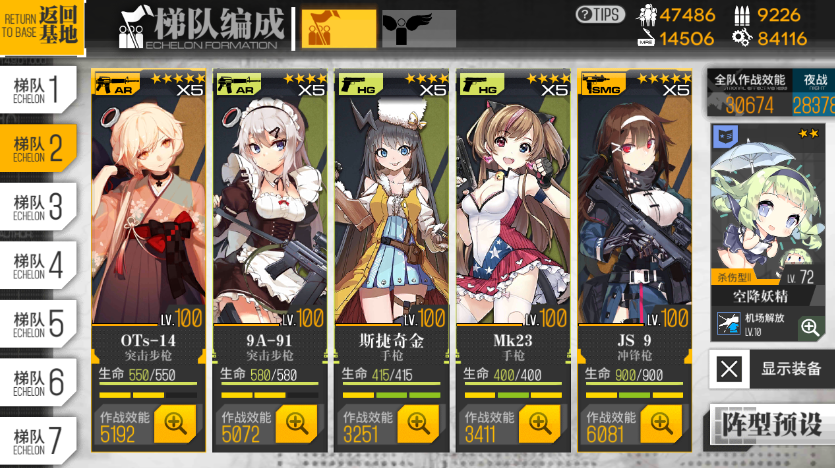 RETURN TO BASE 返回基地
梯队编成
ECHELON FORMATION
TIPS
47486
9226
MRE 14506
84116
梯队 ECHELON 1
梯队 ECHELON 2
梯队 ECHELON 3
梯队 ECHELON 4
梯队 ECHELON 5
梯队 ECHELON 6
梯队 ECHELON 7
AR X5
LV.100
OTs-14
突击步枪
生命 550/550
作战效能
5192
AR X5
LV.100
9A-91
突击步枪
生命 580/580
作战效能
5072
HG X5
LV.100
斯捷奇金
手枪
生命 415/415
作战效能
3251
HG X5
LV.100
Mk23
手枪
生命 400/400
作战效能
3411
SMG X5
LV.100
JS 9
冲锋枪
生命 900/900
作战效能
6081
全队作战效能 夜战
30674 28378
杀伤型II LV.72
空降妖精
机场解放
LV.10
显示装备
阵型预设